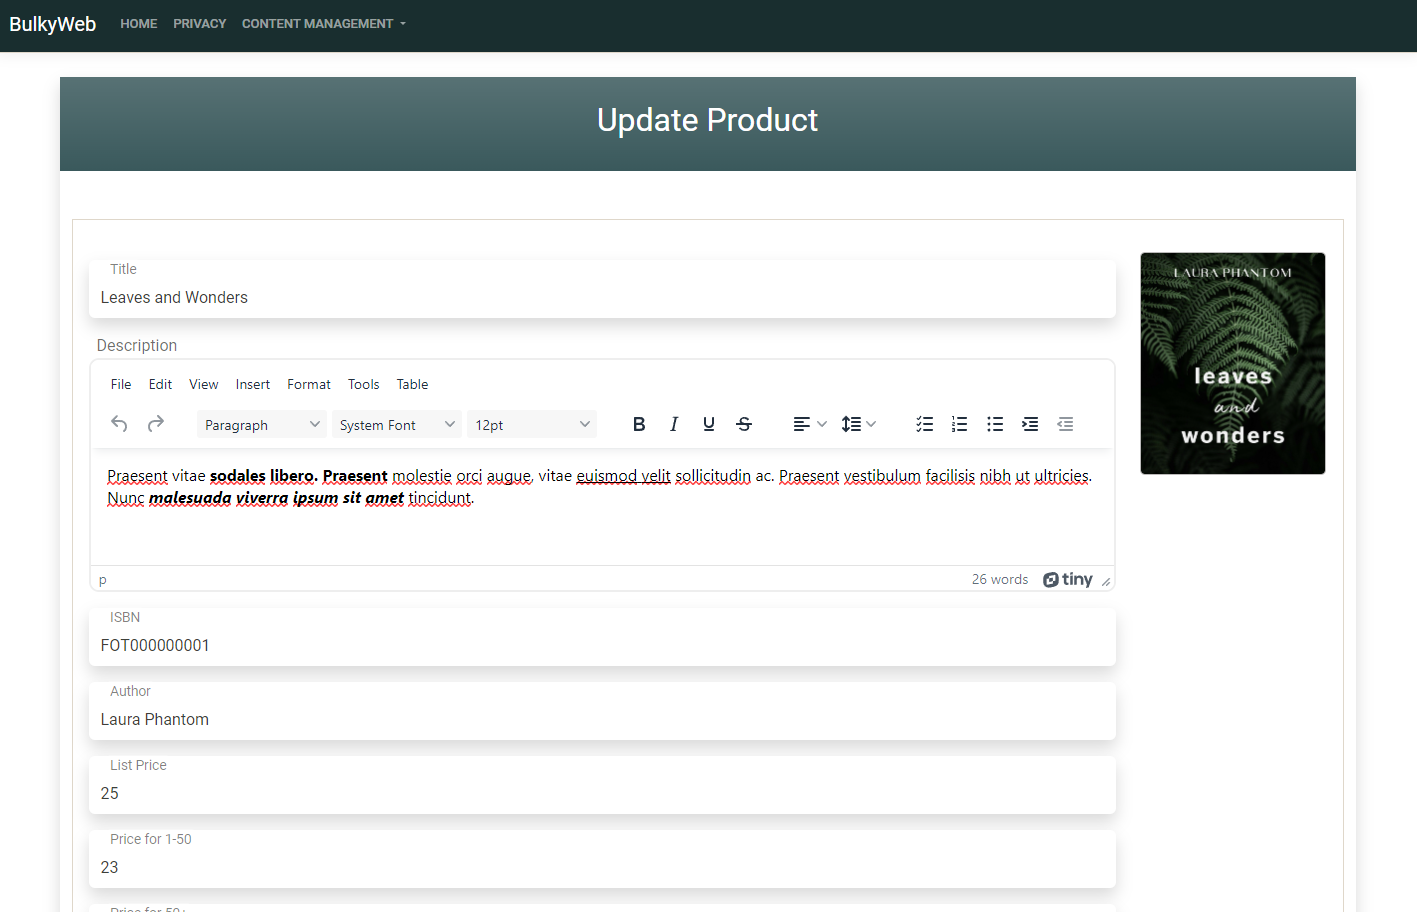 BulkyWeb HOME PRIVACY CONTENT MANAGEMENT
Update Product
Title
Leaves and Wonders
LAURA PHANTOM
leaves
and
wonders
Description
File Edit View Insert Format Tools Table
Paragraph System Font 12pt B I U S
Praesent vitae sodales libero. Praesent molestie orci augue, vitae euismod velit sollicitudin ac. Praesent vestibulum facilisis nibh ut ultricies.
Nunc malesuada viverra ipsum sit amet tincidunt.
p 26 words tiny
ISBN
FOT000000001
Author
Laura Phantom
List Price
25
Price for 1-50
23
Price for 50+